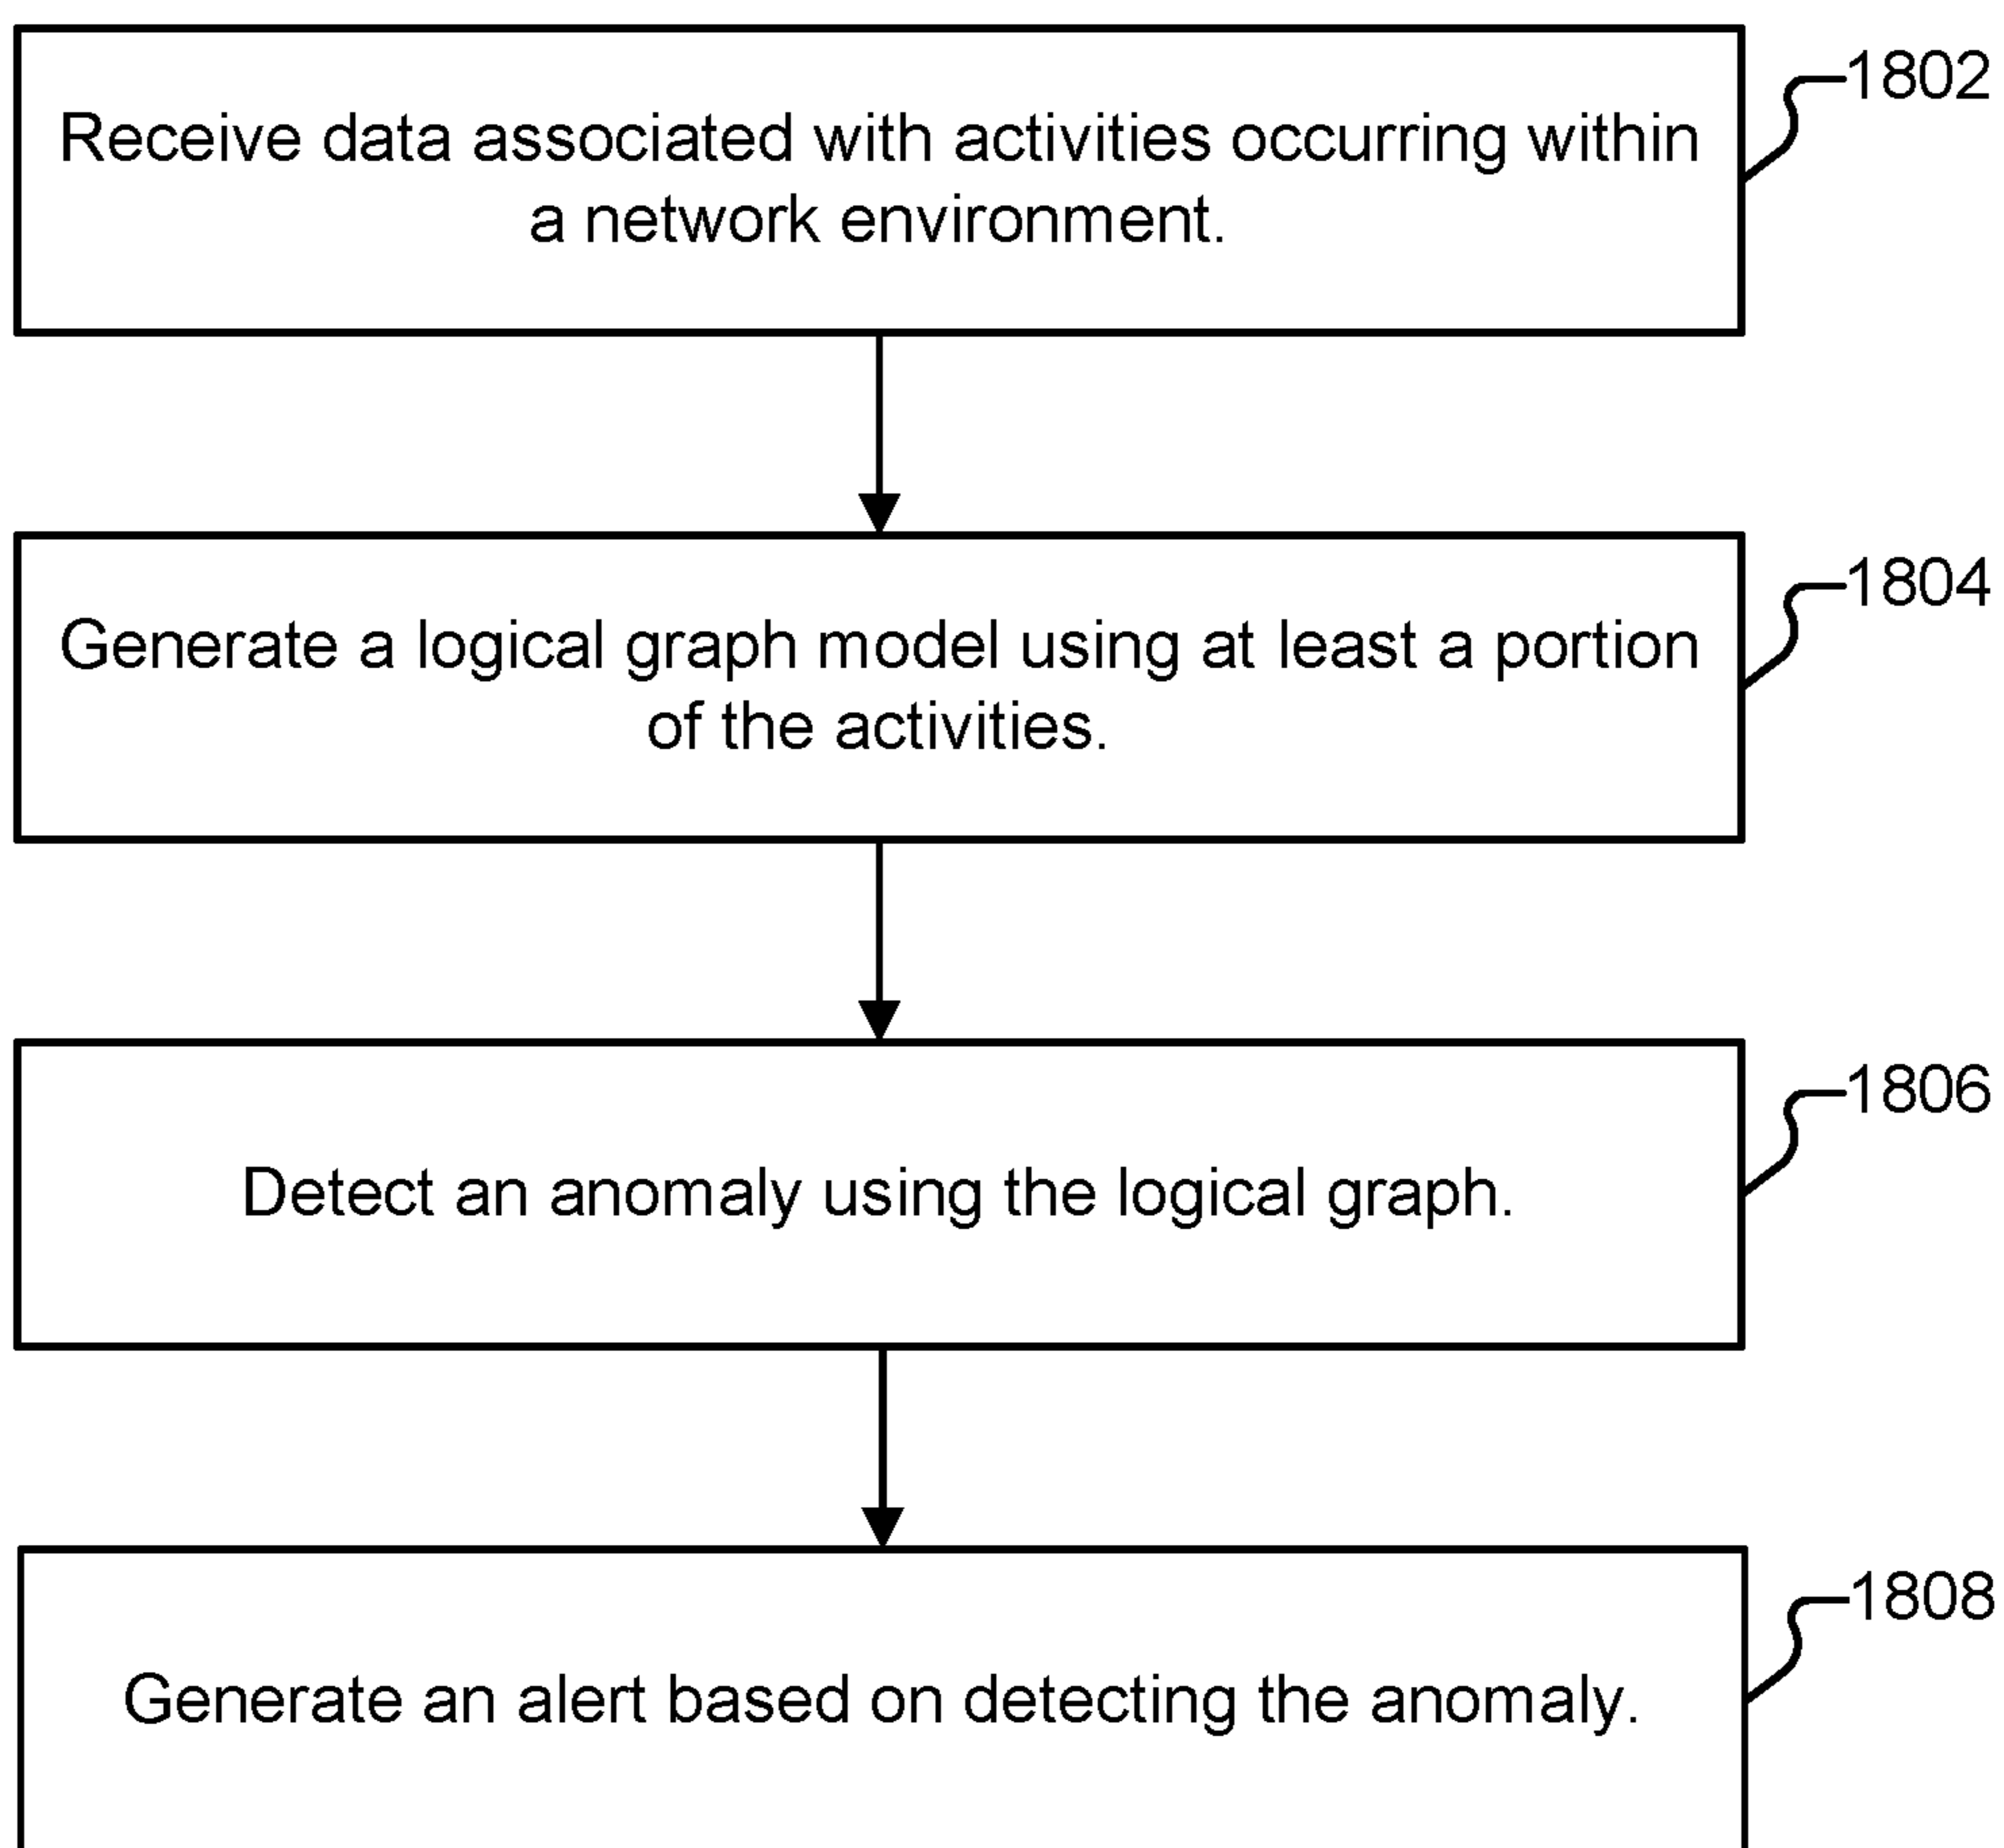 1802
Receive data associated with activities occurring within
a network environment.
1804
Generate a logical graph model using at least a portion
of the activities.
1806
Detect an anomaly using the logical graph.
1808
Generate an alert based on detecting the anomaly.